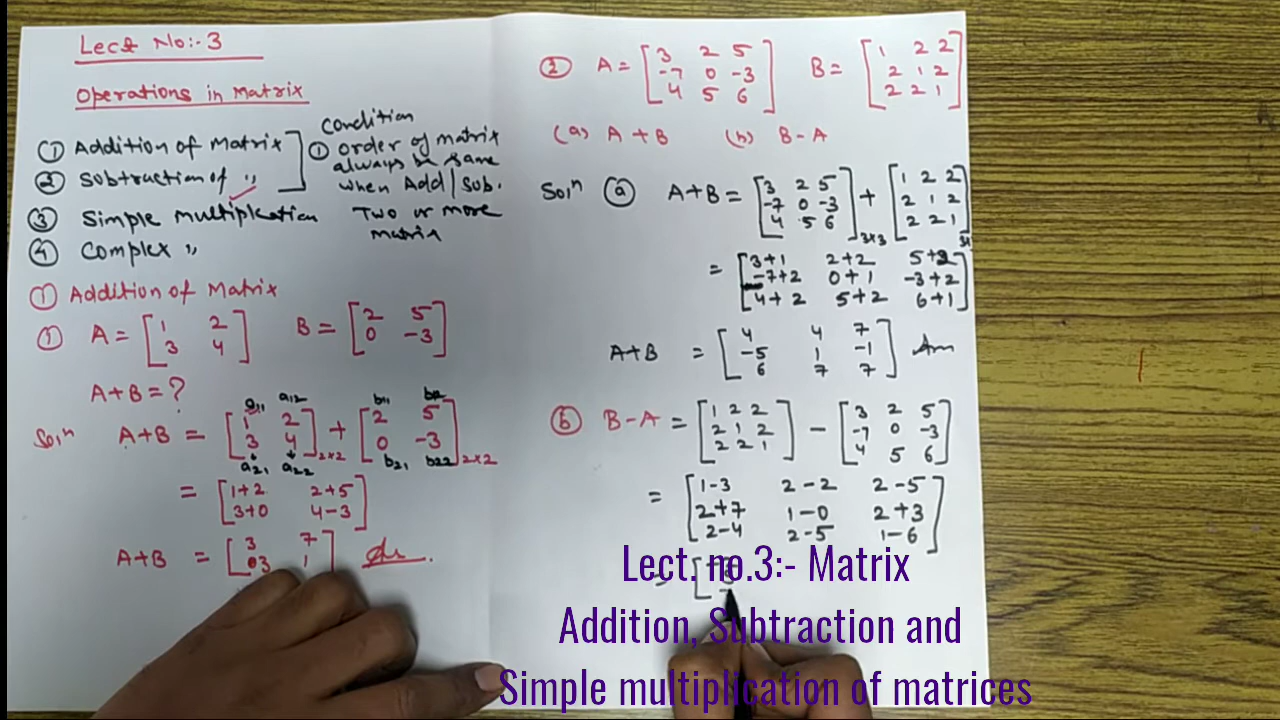 Lect No:- 3
Operations in Matrix
① Addition of Matrix
② Subtraction of ,,
③ Simple multiplication
④ Complex ,,
Condition
① order of matrix
always be same
when Add | Sub.
Two or more
matrix
① Addition of Matrix
① A = [1 2
3 4] B = [2 5
0 -3]
A+B = ?
a11 a12 b11
Soln A+B = [1 2
3 4]2×2 + [2 5
0 -3]2×2
a21 a22 b21 b22
= [1+2 2+5
3+0 4-3]
A+B = [3 7
03 1]
② A = [3 2 5
-7 0 -3
4 5 6] B = [1 2 2
2 1 2
2 2 1]
(a) A+B (b) B-A
Soln ⓐ A+B = [3 2 5
-7 0 -3
4 5 6]3×3 + [1 2 2
2 1 2
2 2 1]
= [3+1 2+2 5+2
-7+2 0+1 -3+2
4+2 5+2 6+1]
A+B = [4 4 7
-5 1 -1
6 7 7] Ans
ⓑ B-A = [1 2 2
2 1 2
2 2 1] - [3 2 5
-7 0 -3
4 5 6]
= [1-3 2-2 2-5
2+7 1-0 2+3
2-4 2-5 1-6]
= [
Lect. no.3:- Matrix
Addition, Subtraction and
Simple multiplication of matrices